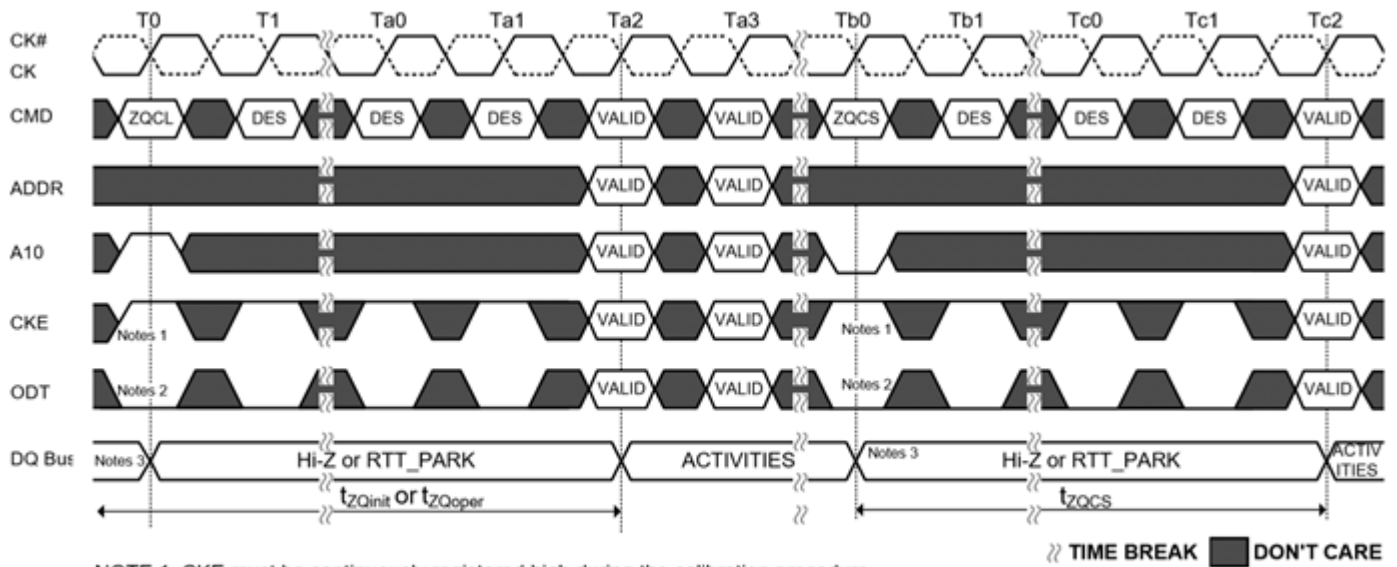 T0 T1 Ta0 Ta1 Ta2 Ta3 Tb0 Tb1 Tc0 Tc1 Tc2
CK#
CK
CMD ZQCL DES DES DES VALID VALID ZQCS DES DES DES VALID
ADDR VALID VALID VALID
A10 VALID VALID VALID
CKE Notes 1 VALID VALID Notes 1 VALID
ODT Notes 2 VALID VALID Notes 2 VALID
DQ Bus Notes 3 Hi-Z or RTT_PARK ACTIVITIES Notes 3 Hi-Z or RTT_PARK ACTIV
ITIES
tZQinit or tZQoper tZQCS
TIME BREAK DON'T CARE